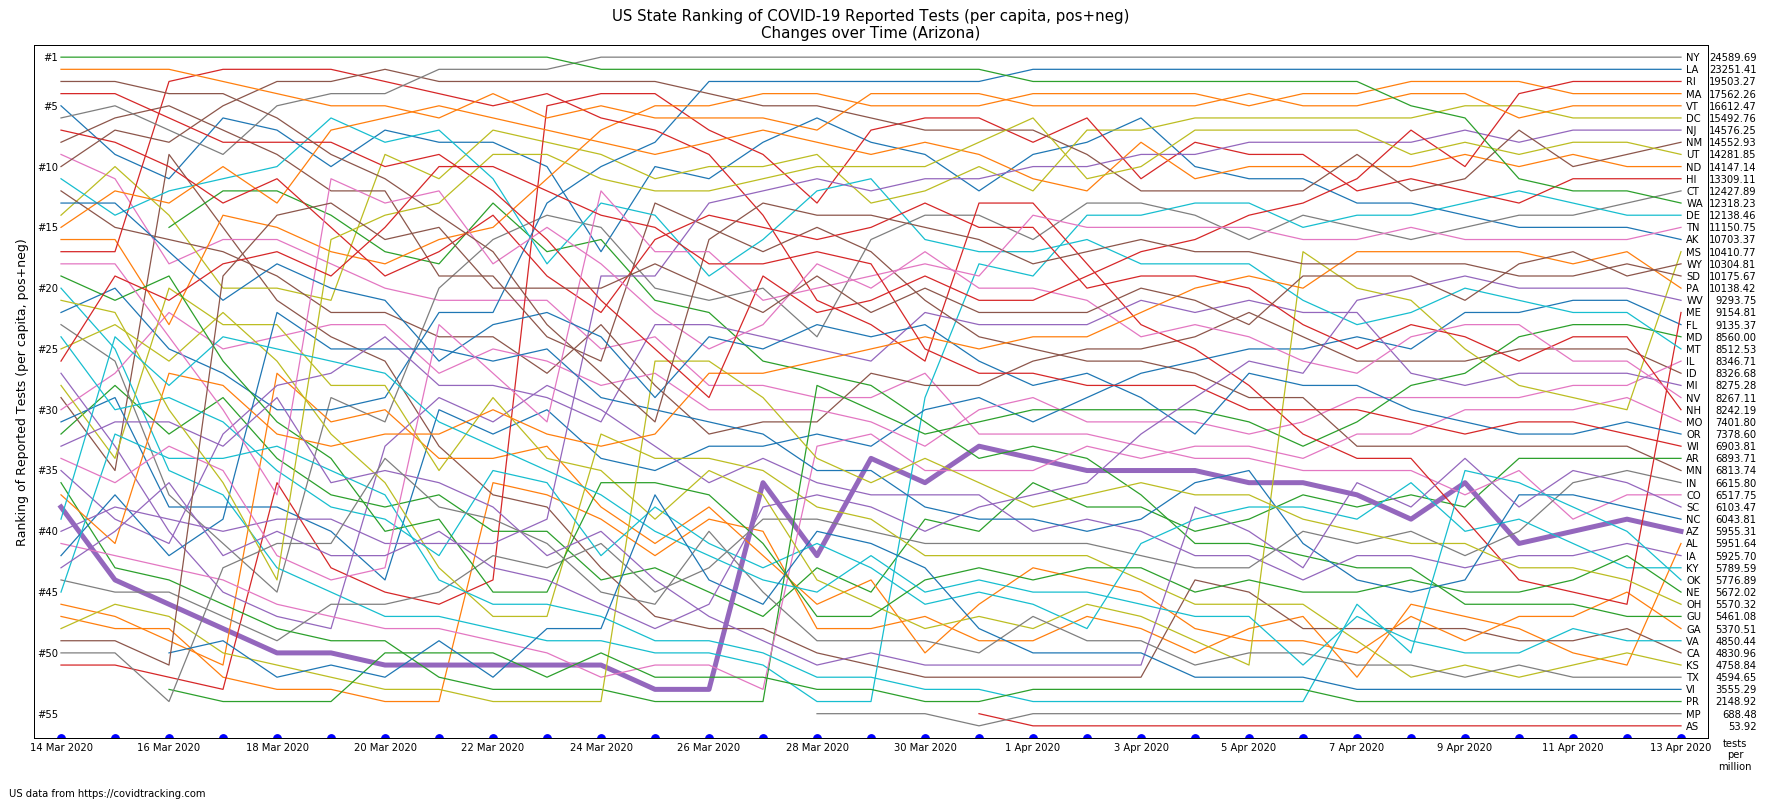 US State Ranking of COVID-19 Reported Tests (per capita, pos+neg)
Changes over Time (Arizona)
Ranking of Reported Tests (per capita, pos+neg)
#1
#5
#10
#15
#20
#25
#30
#35
#40
#45
#50
#55
NY 24589.69
LA 23251.41
RI 19503.27
MA 17562.26
VT 16612.47
DC 15492.76
NJ 14576.25
NM 14552.93
UT 14281.85
ND 14147.14
HI 13309.11
CT 12427.89
WA 12318.23
DE 12138.46
TN 11150.75
AK 10703.37
MS 10410.77
WY 10304.81
SD 10175.67
PA 10138.42
WV 9293.75
ME 9154.81
FL 9135.37
MD 8560.00
MT 8512.53
IL 8346.71
ID 8326.68
MI 8275.28
NV 8267.11
NH 8242.19
MO 7401.80
OR 7378.60
WI 6903.81
AR 6893.71
MN 6813.74
IN 6615.80
CO 6517.75
SC 6103.47
NC 6043.81
AZ 5955.31
AL 5951.64
IA 5925.70
KY 5789.59
OK 5776.89
NE 5672.02
OH 5570.32
GU 5461.08
GA 5370.51
VA 4850.44
CA 4830.96
KS 4758.84
TX 4594.65
VI 3555.29
PR 2148.92
MP 688.48
AS 53.92
14 Mar 2020 16 Mar 2020 18 Mar 2020 20 Mar 2020 22 Mar 2020 24 Mar 2020 26 Mar 2020 28 Mar 2020 30 Mar 2020 1 Apr 2020 3 Apr 2020 5 Apr 2020 7 Apr 2020 9 Apr 2020 11 Apr 2020 13 Apr 2020
tests
per
million
US data from https://covidtracking.com